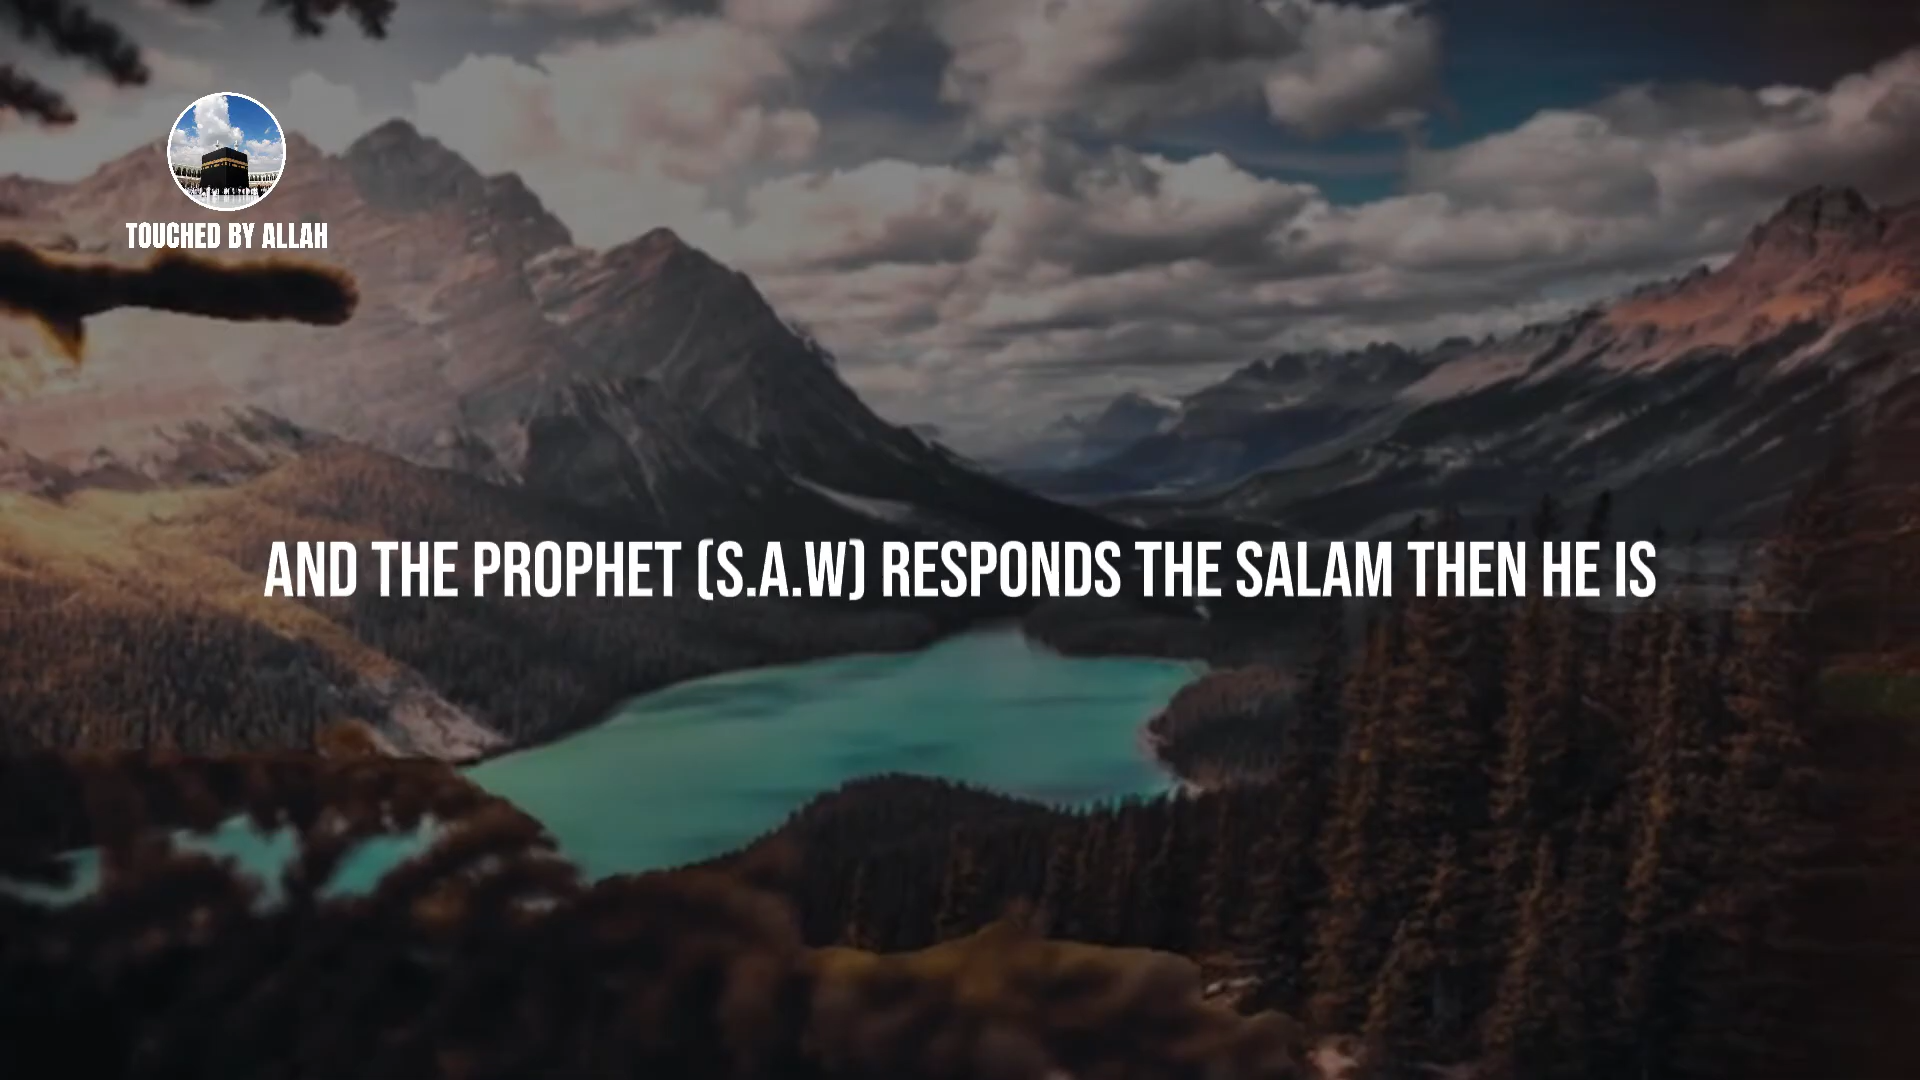 TOUCHED BY ALLAH
AND THE PROPHET (S.A.W) RESPONDS THE SALAM THEN HE IS